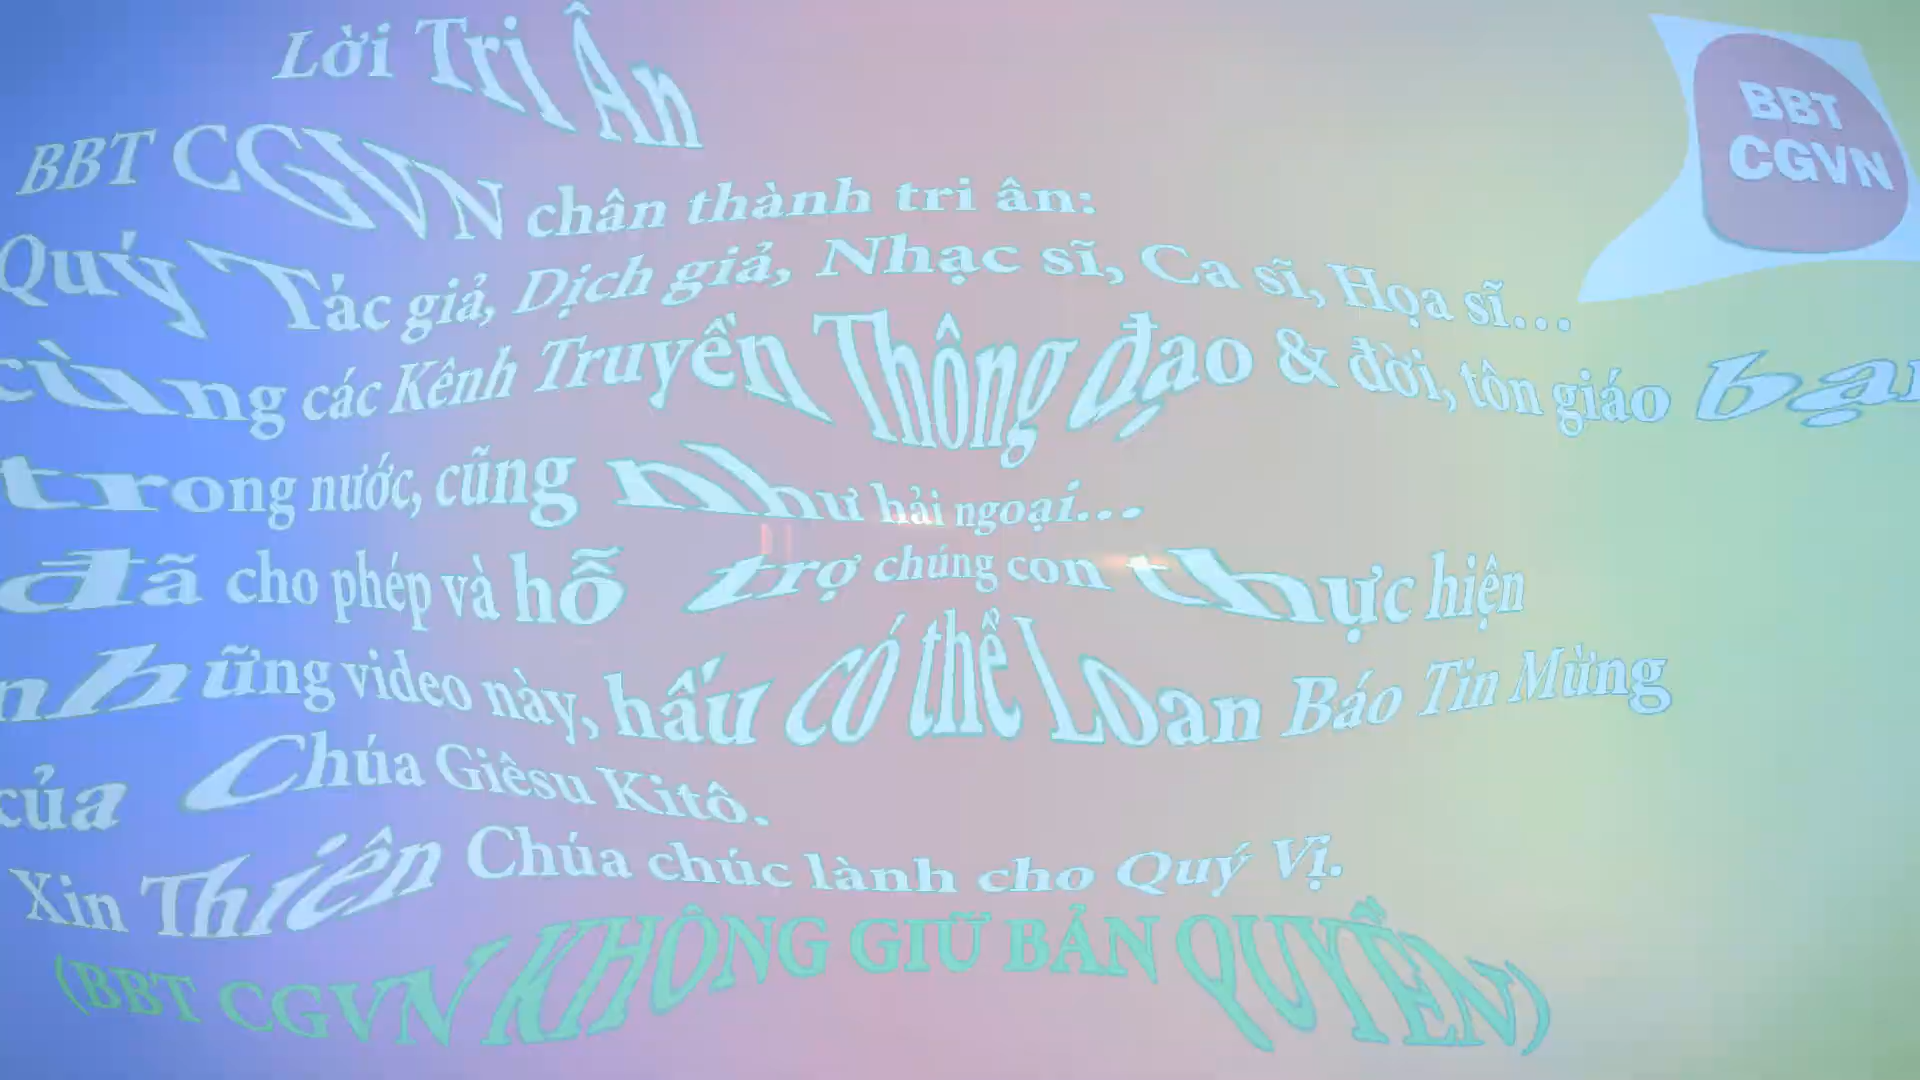 Lời Tri Ân
BBT CGVN chân thành tri ân:
Quý Tác giả, Dịch giả, Nhạc sĩ, Ca sĩ, Họa sĩ...
cùng các Kênh Truyền Thông đạo & đời, tôn giáo bạn
trong nước, cũng như hải ngoại...
đã cho phép và hỗ trợ chúng con thực hiện
những video này, hấu có thể Loan Báo Tin Mừng
của Chúa Giêsu Kitô.
Xin Thiên Chúa chúc lành cho Quý Vị.
(BBT CGVN KHÔNG GIỮ BẢN QUYỀN)
BBT
CGVN